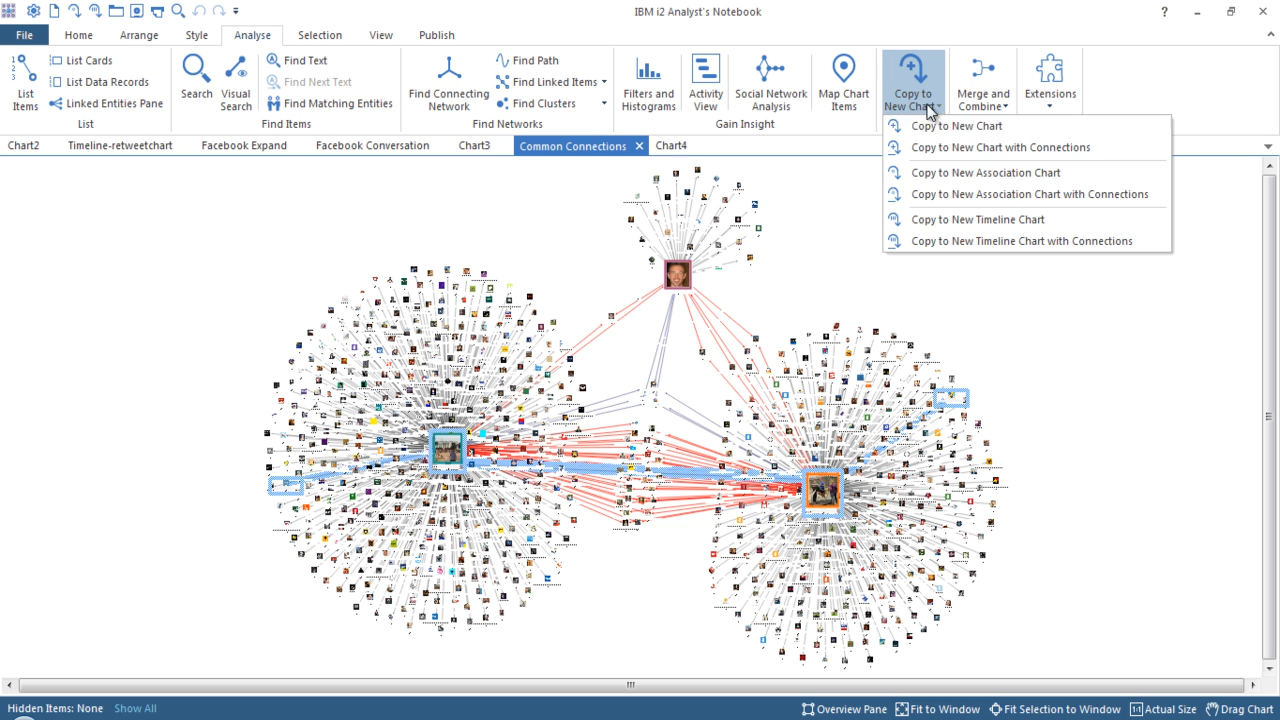 IBM i2 Analyst's Notebook
File Home Arrange Style Analyse Selection View Publish
List Items
List Cards
List Data Records
Linked Entities Pane
List
Search
Visual Search
Find Text
Find Next Text
Find Matching Entities
Find Items
Find Connecting Network
Find Path
Find Linked Items
Find Clusters
Find Networks
Filters and Histograms
Activity View
Social Network Analysis
Map Chart Items
Gain Insight
Copy to New Chart
Merge and Combine
Extensions
Chart2 Timeline-retweetchart Facebook Expand Facebook Conversation Chart3 Common Connections Chart4
Copy to New Chart
Copy to New Chart with Connections
Copy to New Association Chart
Copy to New Association Chart with Connections
Copy to New Timeline Chart
Copy to New Timeline Chart with Connections
Hidden Items: None Show All Overview Pane Fit to Window Fit Selection to Window 1:1 Actual Size Drag Chart